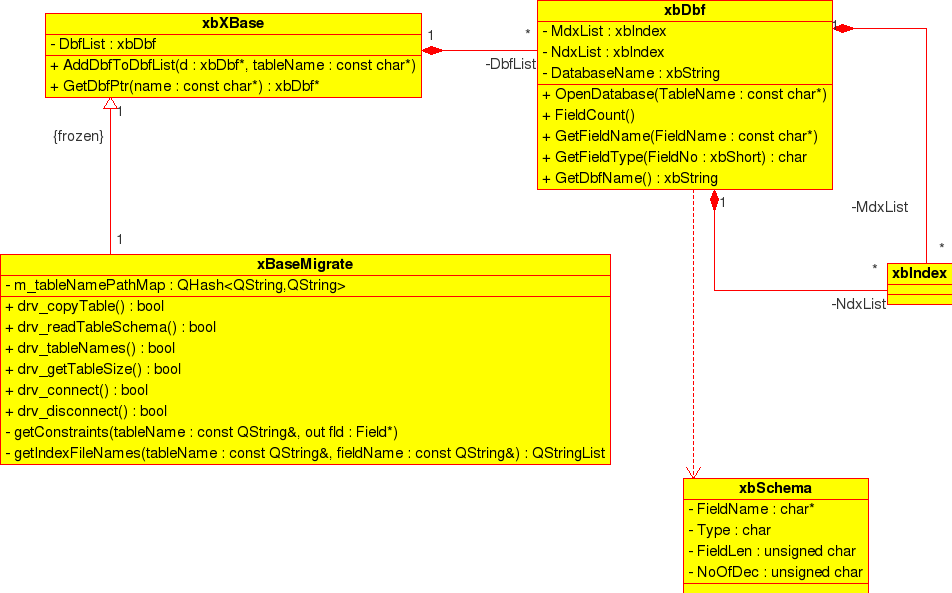 xbXBase
- DbfList : xbDbf
+ AddDbfToDbfList(d : xbDbf*, tableName : const char*)
+ GetDbfPtr(name : const char*) : xbDbf*
1
*
-DbfList
xbDbf
- MdxList : xbIndex
- NdxList : xbIndex
- DatabaseName : xbString
+ OpenDatabase(TableName : const char*)
+ FieldCount()
+ GetFieldName(FieldName : const char*)
+ GetFieldType(FieldNo : xbShort) : char
+ GetDbfName() : xbString
1
-MdxList
*
1
*
-NdxList
xbIndex
1
{frozen}
1
xBaseMigrate
- m_tableNamePathMap : QHash<QString,QString>
+ drv_copyTable() : bool
+ drv_readTableSchema() : bool
+ drv_tableNames() : bool
+ drv_getTableSize() : bool
+ drv_connect() : bool
+ drv_disconnect() : bool
- getConstraints(tableName : const QString&, out fld : Field*)
- getIndexFileNames(tableName : const QString&, fieldName : const QString&) : QStringList
xbSchema
- FieldName : char*
- Type : char
- FieldLen : unsigned char
- NoOfDec : unsigned char